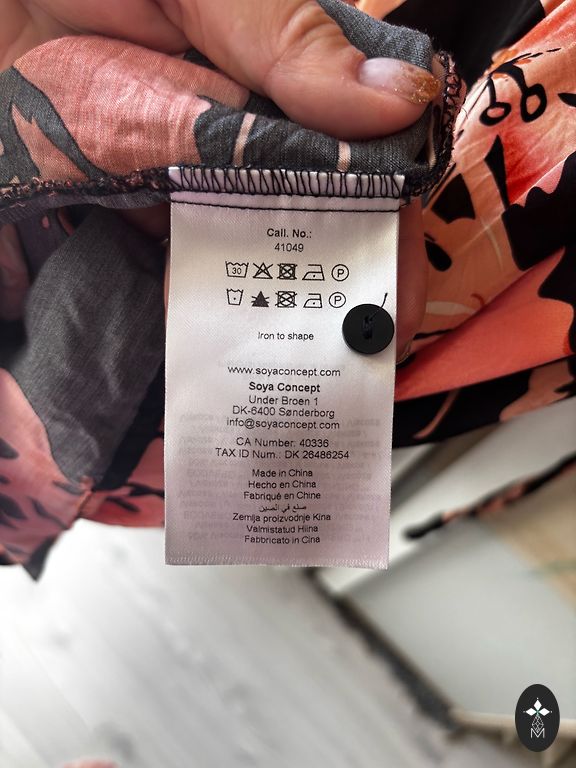 Call. No.:
41049
30 P
P
Iron to shape
www.soyaconcept.com
Soya Concept
Under Broen 1
DK-6400 Sønderborg
info@soyaconcept.com
CA Number: 40336
TAX ID Num.: DK 26486254
Made in China
Hecho en China
Fabriqué en Chine
صنع في الصين
Zemlja proizvodnje Kina
Valmistatud Hiina
Fabbricato in Cina
M